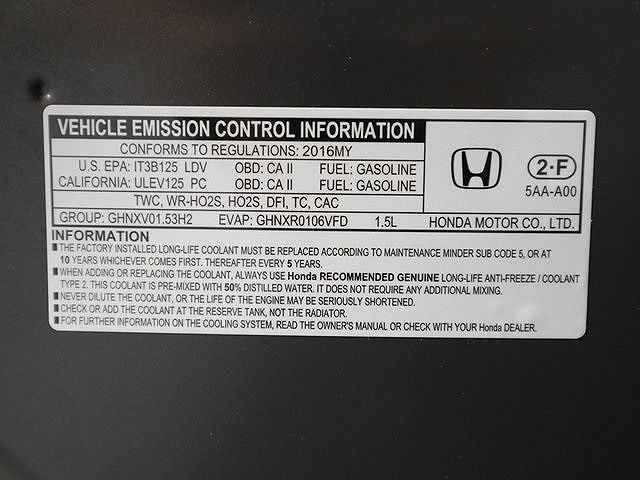 VEHICLE EMISSION CONTROL INFORMATION
CONFORMS TO REGULATIONS: 2016MY
U.S. EPA: IT3B125 LDV OBD: CA II FUEL: GASOLINE
CALIFORNIA: ULEV125 PC OBD: CA II FUEL: GASOLINE
TWC, WR-HO2S, HO2S, DFI, TC, CAC
GROUP: GHNXV01.53H2 EVAP: GHNXR0106VFD 1.5L
2·F
5AA-A00
HONDA MOTOR CO., LTD.
INFORMATION
THE FACTORY INSTALLED LONG-LIFE COOLANT MUST BE REPLACED ACCORDING TO MAINTENANCE MINDER SUB CODE 5, OR AT
10 YEARS WHICHEVER COMES FIRST. THEREAFTER EVERY 5 YEARS.
WHEN ADDING OR REPLACING THE COOLANT, ALWAYS USE Honda RECOMMENDED GENUINE LONG-LIFE ANTI-FREEZE / COOLANT
TYPE 2. THIS COOLANT IS PRE-MIXED WITH 50% DISTILLED WATER. IT DOES NOT REQUIRE ANY ADDITIONAL MIXING.
NEVER DILUTE THE COOLANT, OR THE LIFE OF THE ENGINE MAY BE SERIOUSLY SHORTENED.
CHECK OR ADD THE COOLANT AT THE RESERVE TANK, NOT THE RADIATOR.
FOR FURTHER INFORMATION ON THE COOLING SYSTEM, READ THE OWNER'S MANUAL OR CHECK WITH YOUR Honda DEALER.